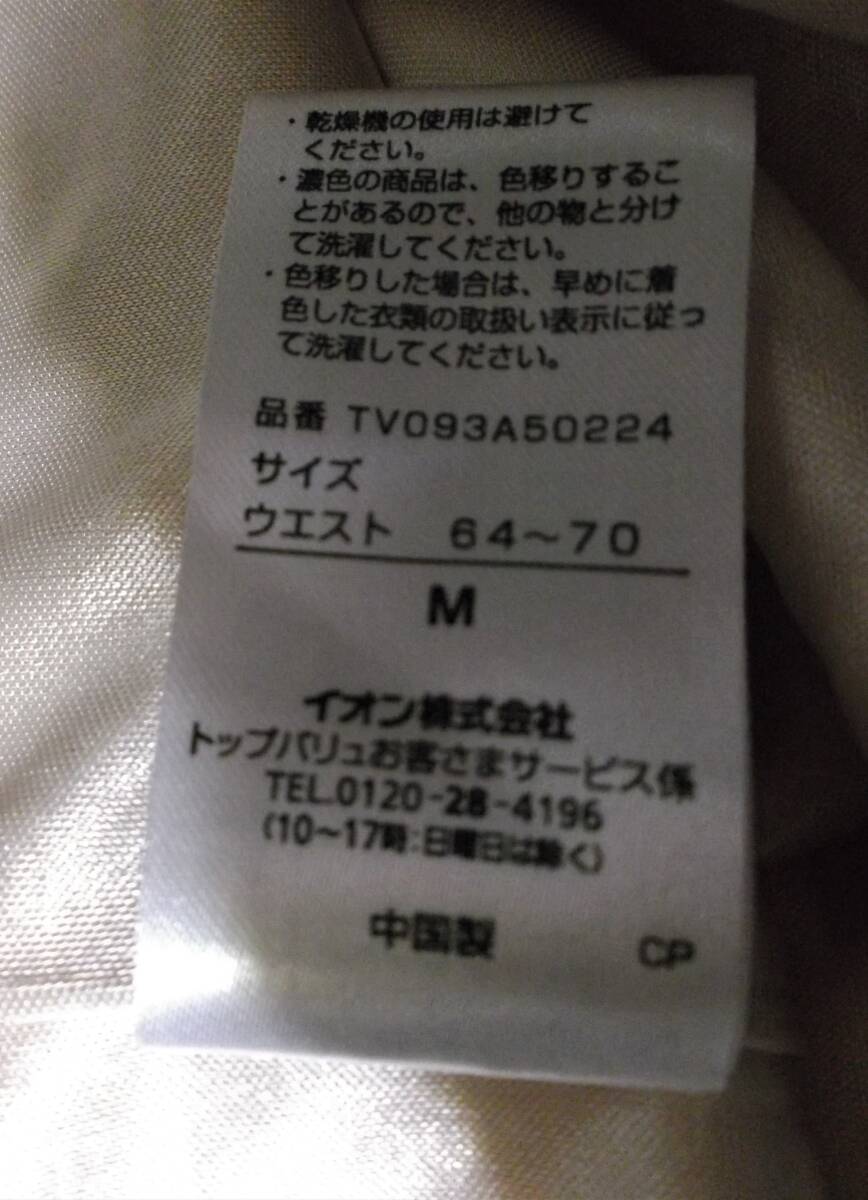 ・乾燥機の使用は避けて
ください。
・濃色の商品は、色移りするこ
とがあるので、他の物と分け
て洗濯してください。
・色移りした場合は、早めに着
色した衣類の取扱い表示に従っ
て洗濯してください。
品番 TV093A50224
サイズ
ウエスト 64～70
M
イオン株式会社
トップバリュお客さまサービス係
TEL.0120-28-4196
(10～17時:日曜日は除く)
中国製 CP